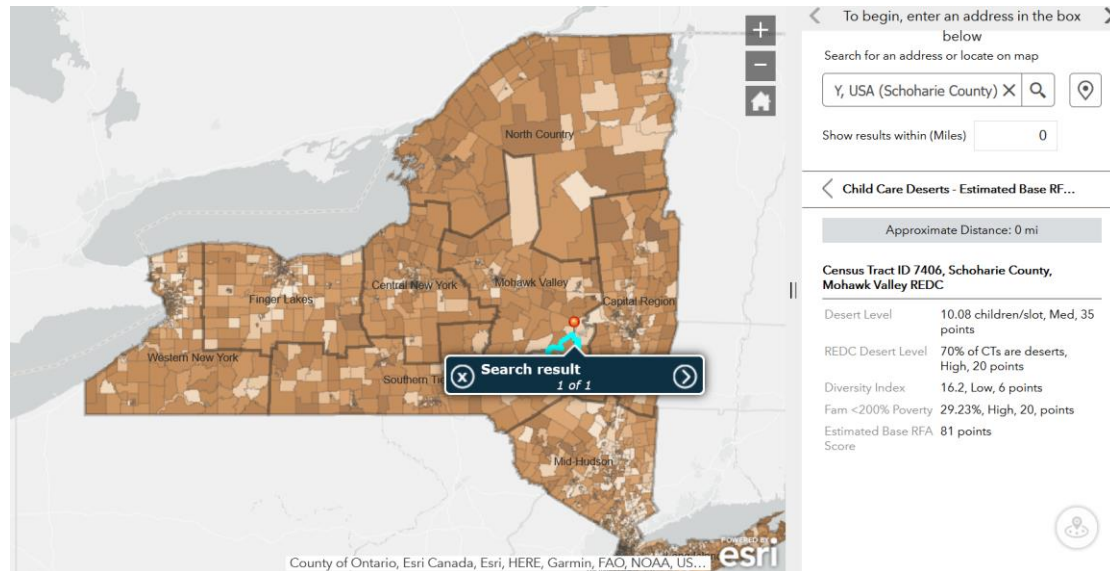 North Country
Finger Lakes
Central New York
Mohawk Valley
Capital Region
Western New York
Southern
Search result
1 of 1
Mid-Hudson
POWERED BY
esri
County of Ontario, Esri Canada, Esri, HERE, Garmin, FAO, NOAA, US...
To begin, enter an address in the box
below
Search for an address or locate on map
Y, USA (Schoharie County)
Show results within (Miles) 0
Child Care Deserts - Estimated Base RF...
Approximate Distance: 0 mi
Census Tract ID 7406, Schoharie County,
Mohawk Valley REDC
Desert Level 10.08 children/slot, Med, 35
points
REDC Desert Level 70% of CTs are deserts,
High, 20 points
Diversity Index 16.2, Low, 6 points
Fam <200% Poverty 29.23%, High, 20, points
Estimated Base RFA 81 points
Score